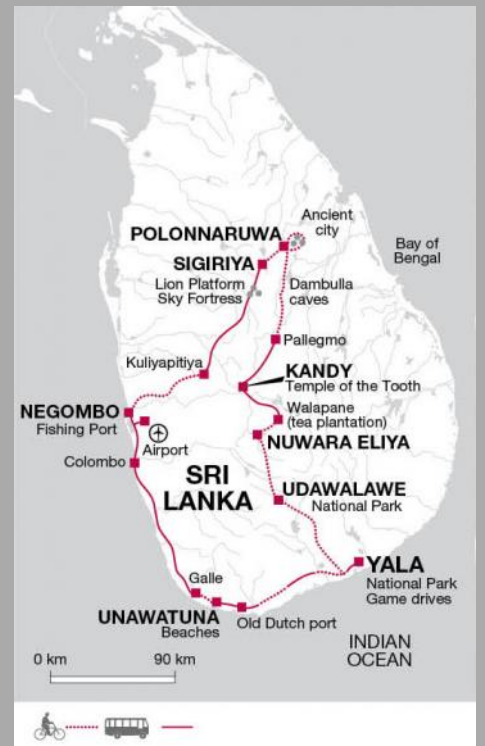 Ancient
city
POLONNARUWA
Bay of
Bengal
SIGIRIYA
Lion Platform
Sky Fortress
Dambulla
caves
Pallegmo
Kuliyapitiya
KANDY
Temple of the Tooth
NEGOMBO
Fishing Port
Walapane
(tea plantation)
Airport
NUWARA ELIYA
Colombo
SRI
LANKA
UDAWALAWE
National Park
YALA
National Park
Game drives
Galle
UNAWATUNA
Beaches
Old Dutch port
INDIAN
OCEAN
0 km
90 km